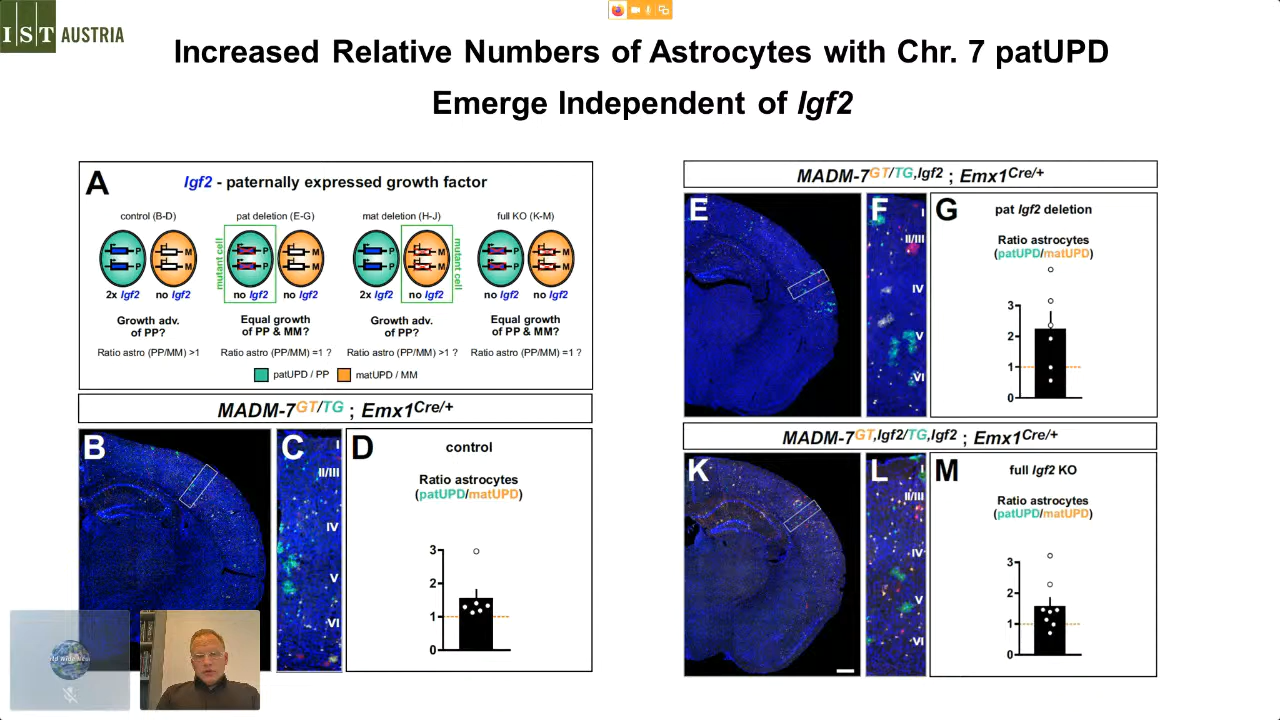 IST AUSTRIA
Increased Relative Numbers of Astrocytes with Chr. 7 patUPD
Emerge Independent of Igf2
A
Igf2 - paternally expressed growth factor
control (B-D) pat deletion (E-G) mat deletion (H-J) full KO (K-M)
mutant cell
mutant cell
P M P M P M P M
P M P M P M P M
2x Igf2 no Igf2 no Igf2 no Igf2 2x Igf2 no Igf2 no Igf2 no Igf2
Growth adv. of PP?
Equal growth of PP & MM?
Growth adv. of PP?
Equal growth of PP & MM?
Ratio astro (PP/MM) >1 Ratio astro (PP/MM) =1 ? Ratio astro (PP/MM) >1 ? Ratio astro (PP/MM) =1 ?
patUPD / PP matUPD / MM
MADM-7GT/TG ; Emx1Cre/+
B
C
I
II/III
IV
V
VI
D
control
Ratio astrocytes
(patUPD/matUPD)
3
2
1
0
MADM-7GT/TG,Igf2 ; Emx1Cre/+
E
F
I
II/III
IV
V
VI
G
pat Igf2 deletion
Ratio astrocytes
(patUPD/matUPD)
3
2
1
0
MADM-7GT,Igf2/TG,Igf2 ; Emx1Cre/+
K
L
I
II/III
IV
V
VI
M
full Igf2 KO
Ratio astrocytes
(patUPD/matUPD)
3
2
1
0